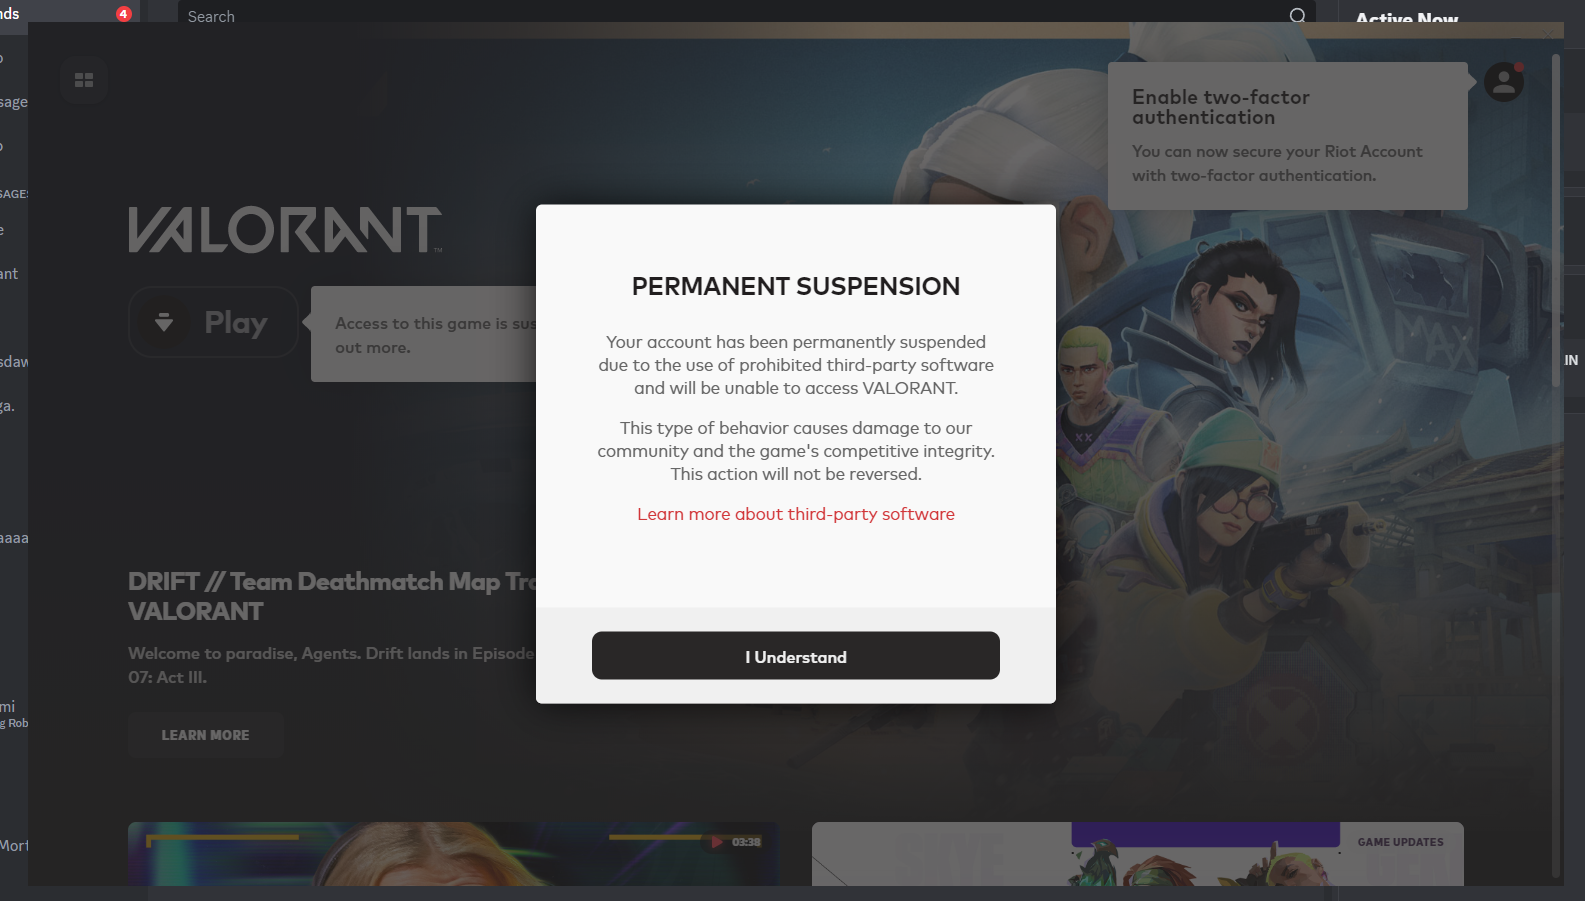 nds
4
Search
Active Now
o
sage
o
SAGES
e
ant
sdaw
ga.
aaaa
mi
g Rob
Mort
IN
Enable two-factor
authentication
You can now secure your Riot Account
with two-factor authentication.
VALORANT™
Play
Access to this game is sus
out more.
PERMANENT SUSPENSION
Your account has been permanently suspended
due to the use of prohibited third-party software
and will be unable to access VALORANT.
This type of behavior causes damage to our
community and the game's competitive integrity.
This action will not be reversed.
Learn more about third-party software
I Understand
MAX
XX
DRIFT // Team Deathmatch Map Tra
VALORANT
Welcome to paradise, Agents. Drift lands in Episode
07: Act III.
LEARN MORE
03:38
GAME UPDATES